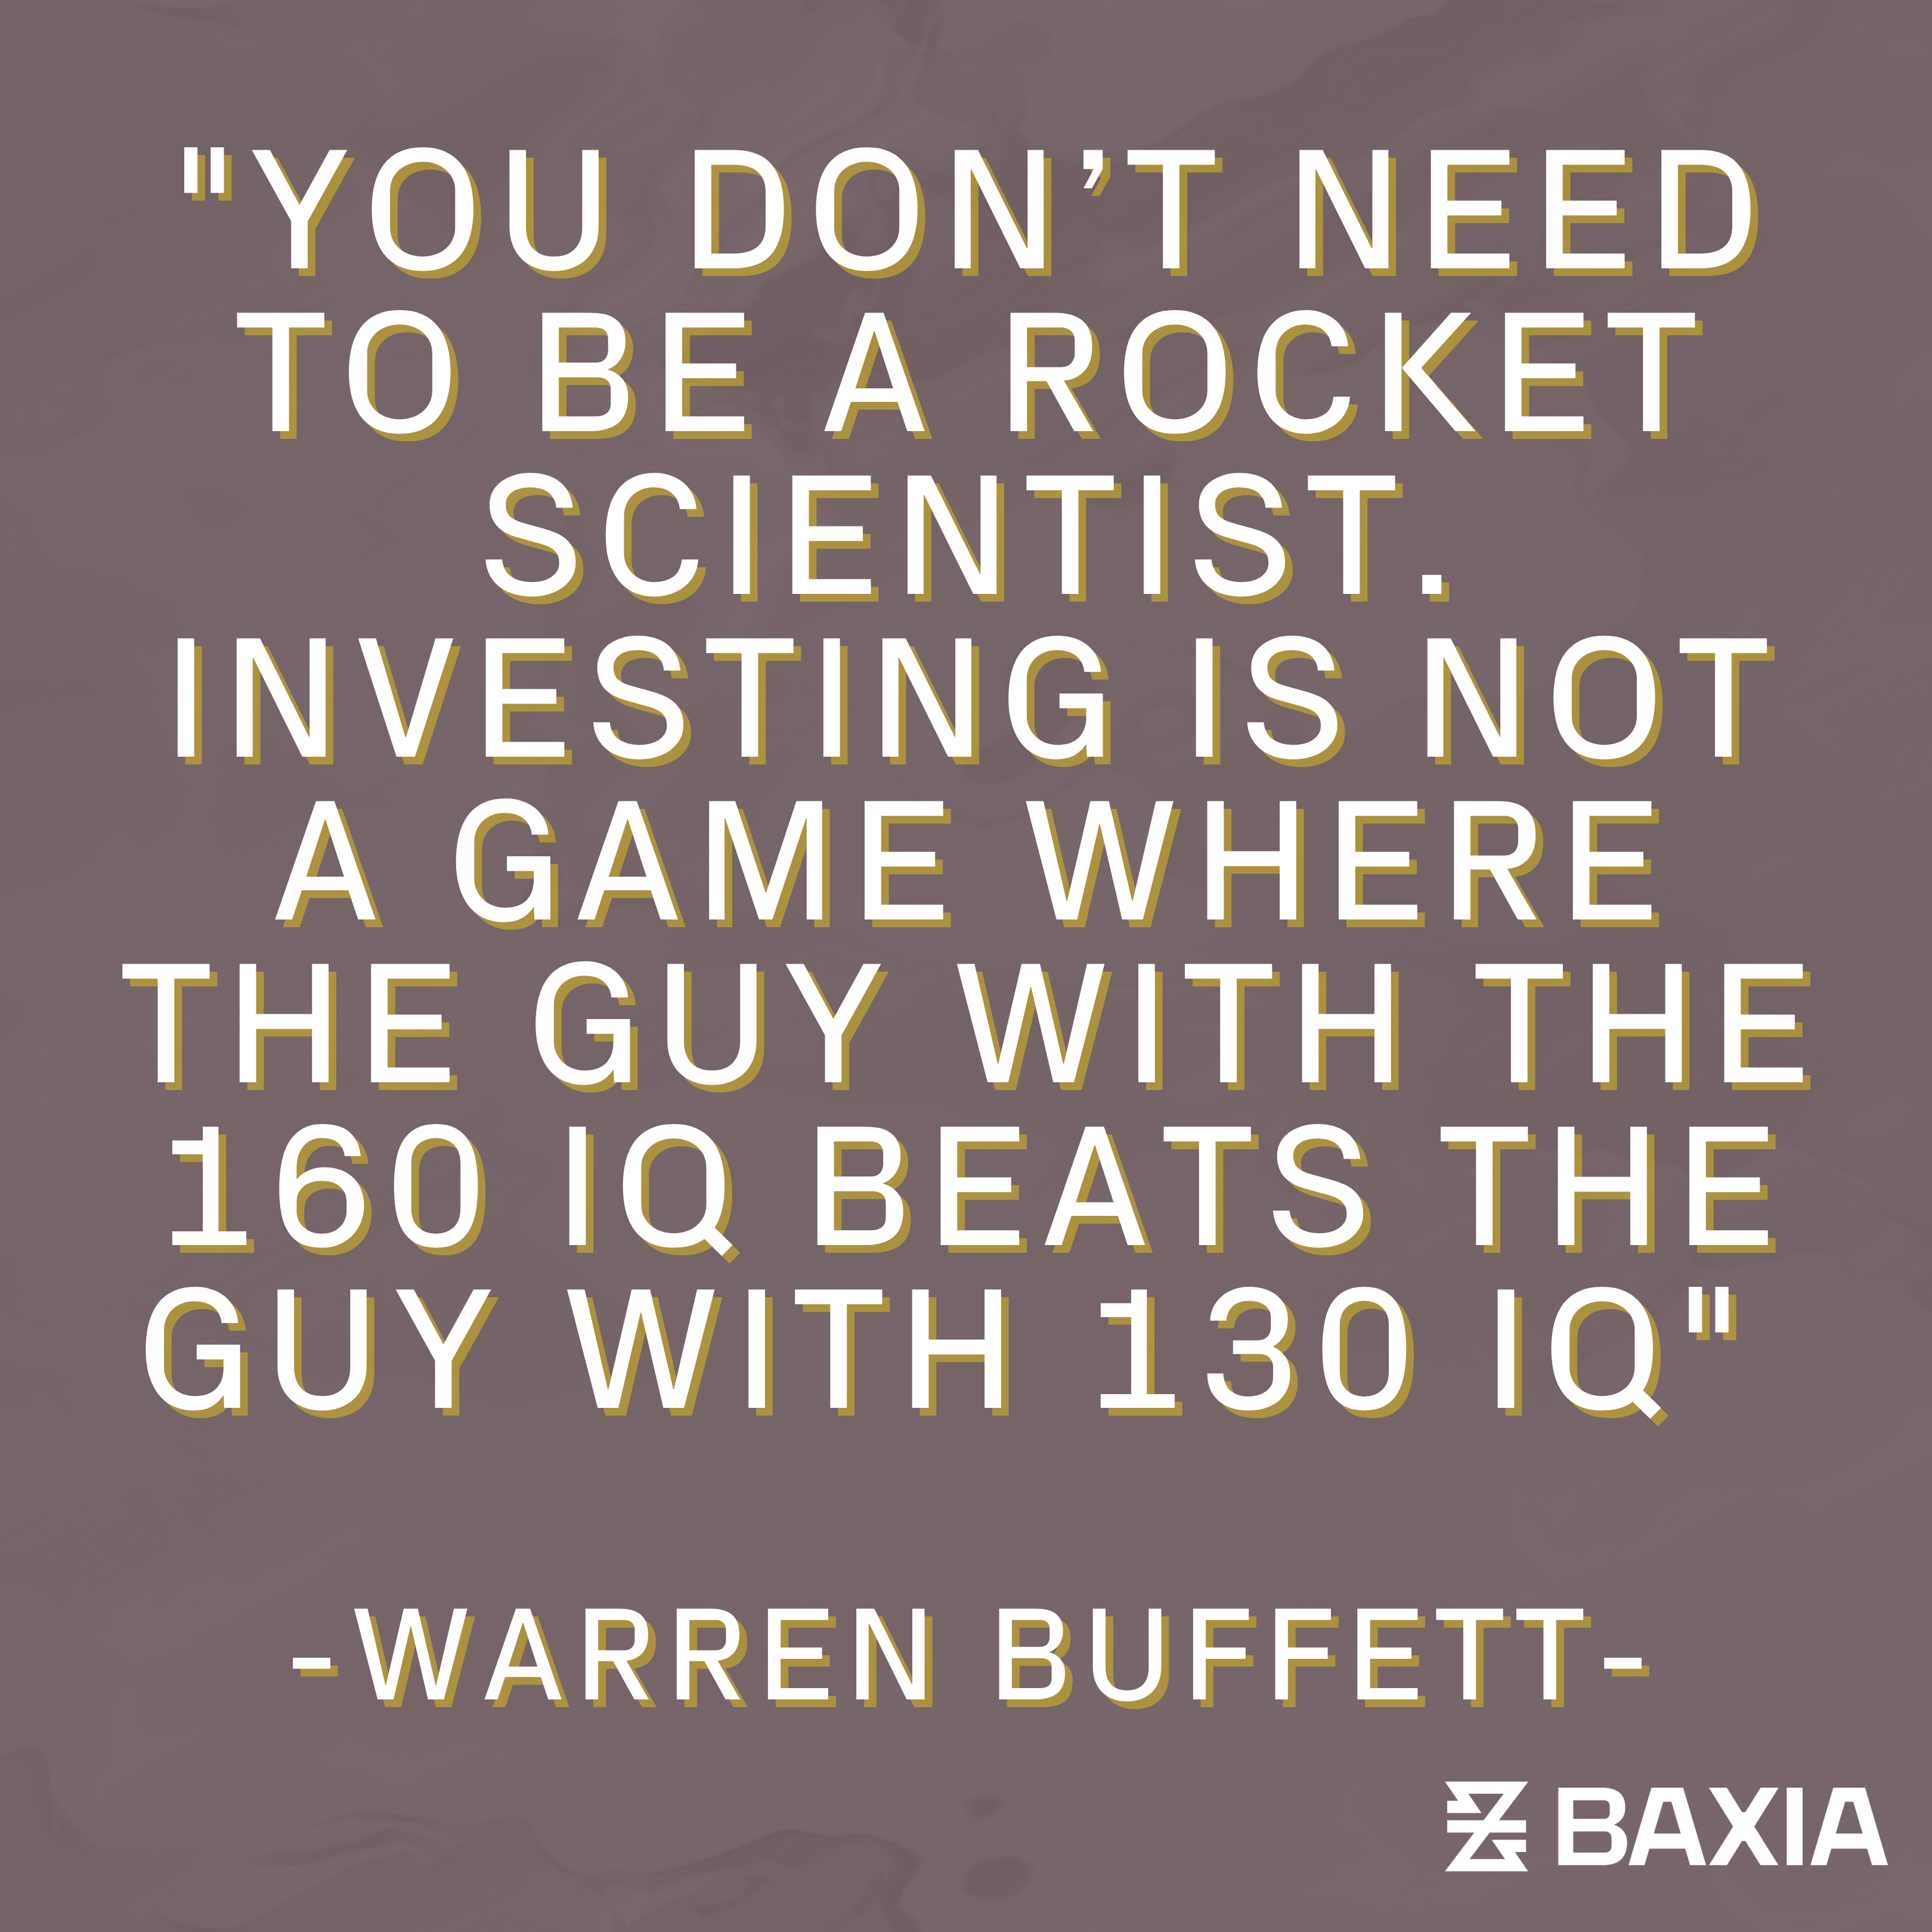 "YOU DON’T NEED
TO BE A ROCKET
SCIENTIST.
INVESTING IS NOT
A GAME WHERE
THE GUY WITH THE
160 IQ BEATS THE
GUY WITH 130 IQ"
-WARREN BUFFETT-
BAXIA